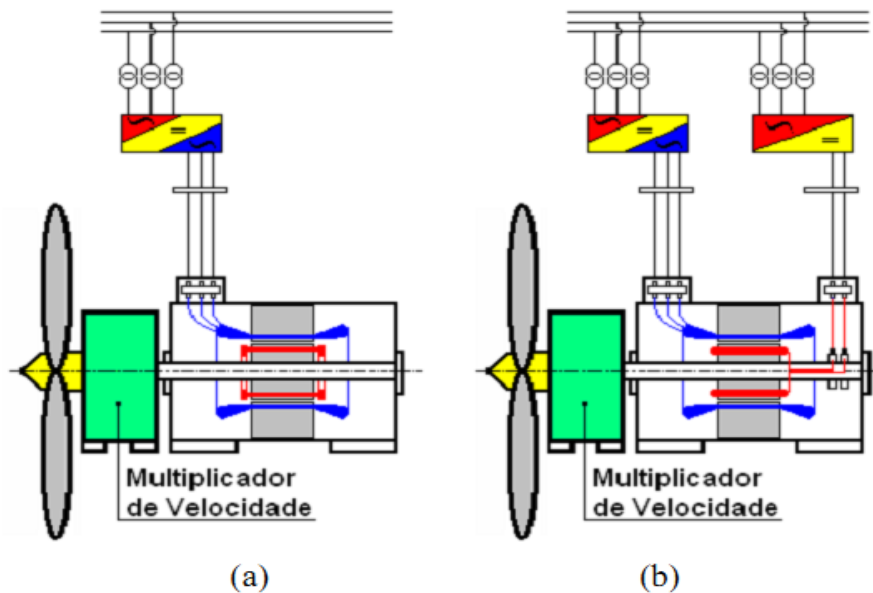 Multiplicador
de Velocidade
Multiplicador
de Velocidade
(a)
(b)